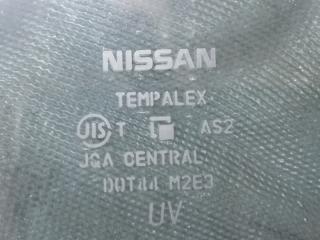 NISSAN
TEMPALEX
JIS T AS2
JGA CENTRAL
DOT44 M2E3
UV